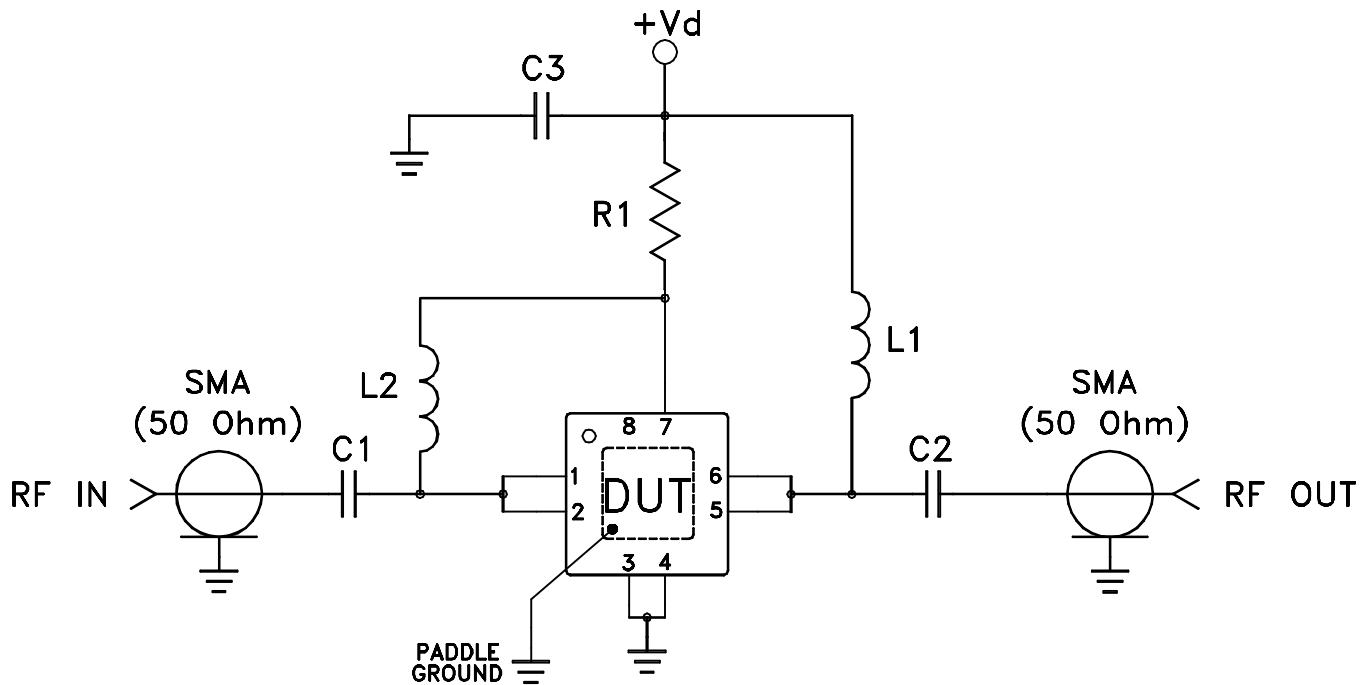 +Vd
C3
R1
L1
L2
SMA
(50 Ohm)
SMA
(50 Ohm)
C1
C2
8 7
1
6
DUT
2
5
RF IN
RF OUT
3 4
PADDLE
GROUND